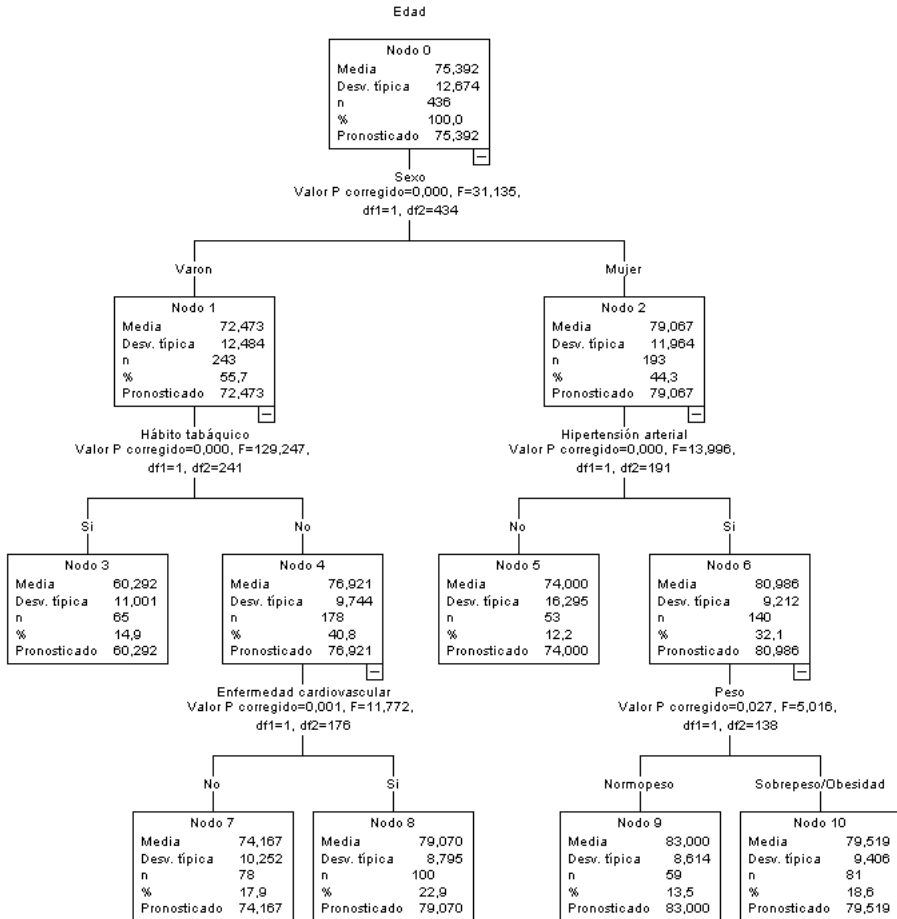 Edad
Nodo 0
Media 75,392
Desv. típica 12,674
n 436
% 100,0
Pronosticado 75,392
Sexo
Valor P corregido=0,000, F=31,135,
df1=1, df2=434
Varon
Mujer
Nodo 1
Media 72,473
Desv. típica 12,484
n 243
% 55,7
Pronosticado 72,473
Nodo 2
Media 79,067
Desv. típica 11,964
n 193
% 44,3
Pronosticado 79,067
Hábito tabáquico
Valor P corregido=0,000, F=129,247,
df1=1, df2=241
Hipertensión arterial
Valor P corregido=0,000, F=13,996,
df1=1, df2=191
Si
No
No
Si
Nodo 3
Media 60,292
Desv. típica 11,001
n 65
% 14,9
Pronosticado 60,292
Nodo 4
Media 76,921
Desv. típica 9,744
n 178
% 40,8
Pronosticado 76,921
Nodo 5
Media 74,000
Desv. típica 16,295
n 53
% 12,2
Pronosticado 74,000
Nodo 6
Media 80,986
Desv. típica 9,212
n 140
% 32,1
Pronosticado 80,986
Enfermedad cardiovascular
Valor P corregido=0,001, F=11,772,
df1=1, df2=176
Peso
Valor P corregido=0,027, F=5,016,
df1=1, df2=138
No
Si
Normopeso
Sobrepeso/Obesidad
Nodo 7
Media 74,167
Desv. típica 10,252
n 78
% 17,9
Pronosticado 74,167
Nodo 8
Media 79,070
Desv. típica 8,795
n 100
% 22,9
Pronosticado 79,070
Nodo 9
Media 83,000
Desv. típica 8,614
n 59
% 13,5
Pronosticado 83,000
Nodo 10
Media 79,519
Desv. típica 9,406
n 81
% 18,6
Pronosticado 79,519